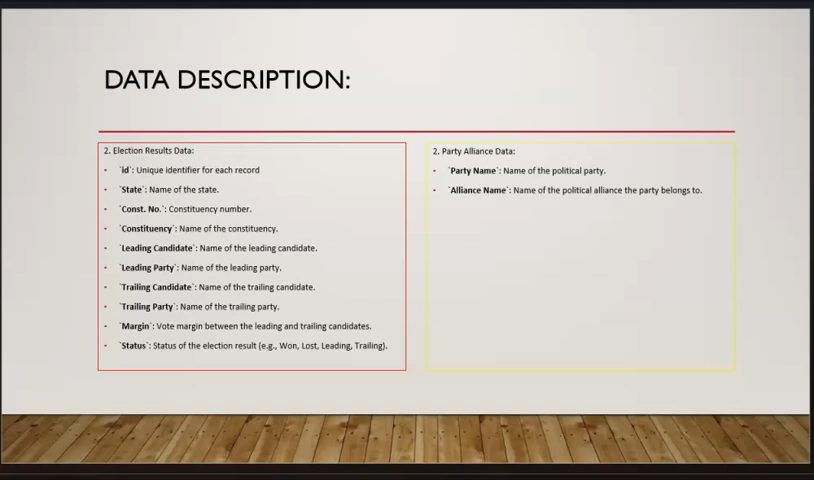 DATA DESCRIPTION:
2. Election Results Data:
- `id`: Unique identifier for each record
- `State`: Name of the state.
- `Const. No.`: Constituency number.
- `Constituency`: Name of the constituency.
- `Leading Candidate`: Name of the leading candidate.
- `Leading Party`: Name of the leading party.
- `Trailing Candidate`: Name of the trailing candidate.
- `Trailing Party`: Name of the trailing party.
- `Margin`: Vote margin between the leading and trailing candidates.
- `Status`: Status of the election result (e.g., Won, Lost, Leading, Trailing).
2. Party Alliance Data:
- `Party Name`: Name of the political party.
- `Alliance Name`: Name of the political alliance the party belongs to.